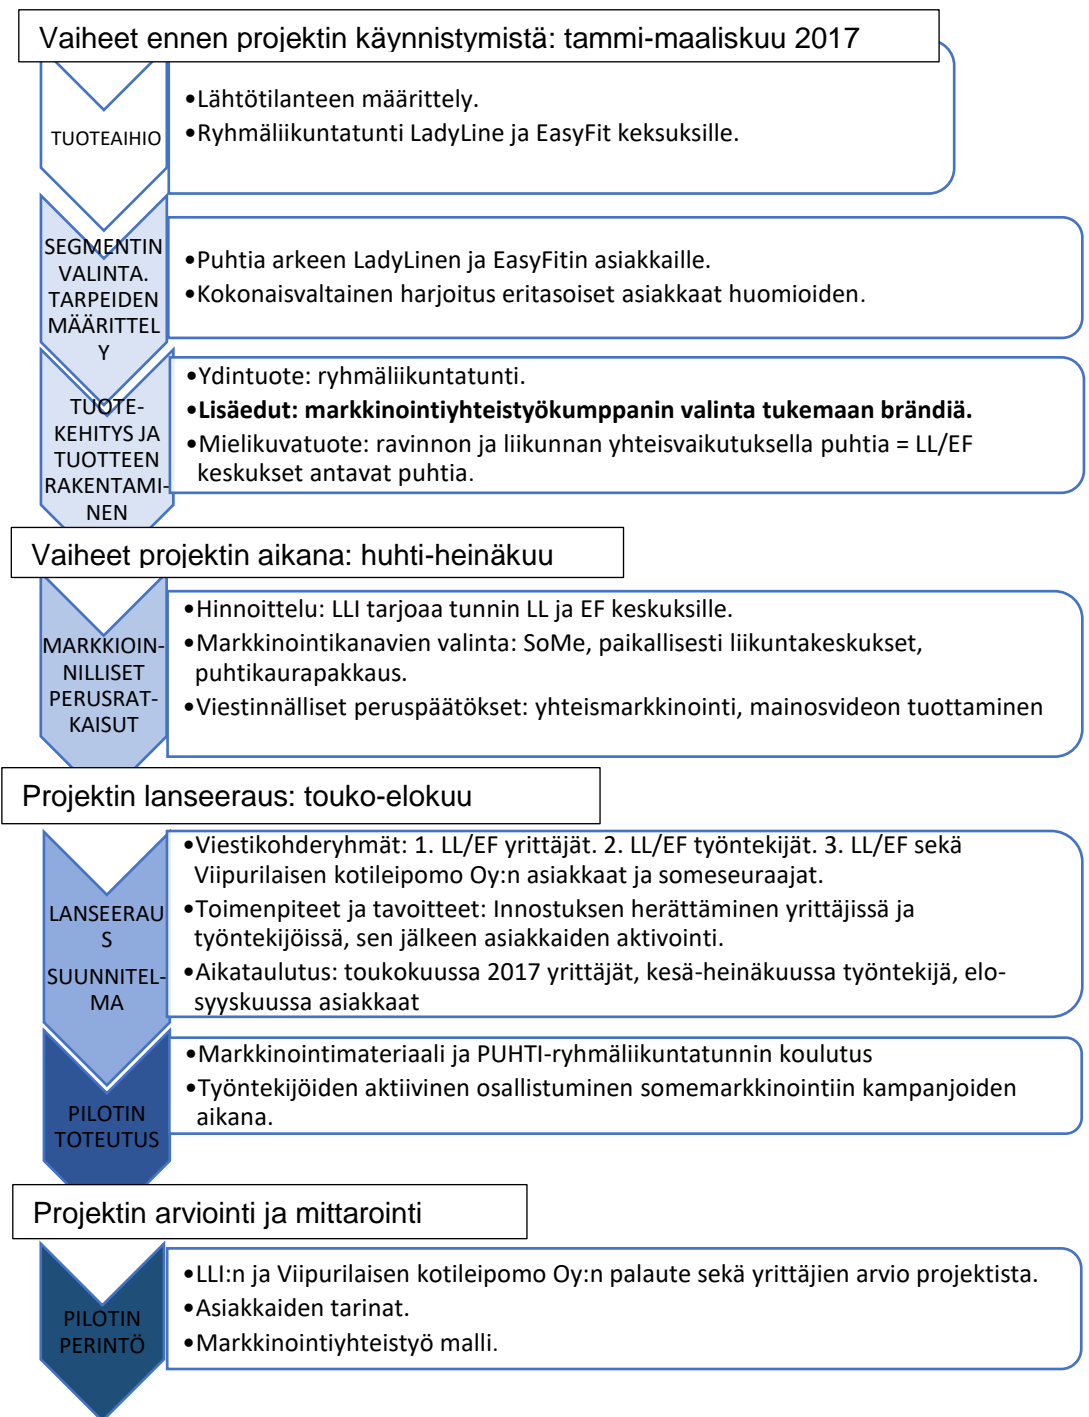 Vaiheet ennen projektin käynnistymistä: tammi-maaliskuu 2017
TUOTEAIHIO
•Lähtötilanteen määrittely.
•Ryhmäliikuntatunti LadyLine ja EasyFit keksuksille.
SEGMENTIN
VALINTA.
TARPEIDEN
MÄÄRITTEL
Y
•Puhtia arkeen LadyLinen ja EasyFitin asiakkaille.
•Kokonaisvaltainen harjoitus eritasoiset asiakkaat huomioiden.
TUOTE-
KEHITYS JA
TUOTTEEN
RAKENTAMI-
NEN
•Ydintuote: ryhmäliikuntatunti.
•Lisäedut: markkinointiyhteistyökumppanin valinta tukemaan brändiä.
•Mielikuvatuote: ravinnon ja liikunnan yhteisvaikutuksella puhtia = LL/EF
keskukset antavat puhtia.
Vaiheet projektin aikana: huhti-heinäkuu
MARKKIOIN-
NILLISET
PERUSRAT-
KAISUT
•Hinnoittelu: LLI tarjoaa tunnin LL ja EF keskuksille.
•Markkinointikanavien valinta: SoMe, paikallisesti liikuntakeskukset,
puhtikaurapakkaus.
•Viestinnälliset peruspäätökset: yhteismarkkinointi, mainosvideon tuottaminen
Projektin lanseeraus: touko-elokuu
LANSEERAU
S
SUUNNITEL-
MA
•Viestikohderyhmät: 1. LL/EF yrittäjät. 2. LL/EF työntekijät. 3. LL/EF sekä
Viipurilaisen kotileipomo Oy:n asiakkaat ja someseuraajat.
•Toimenpiteet ja tavoitteet: Innostuksen herättäminen yrittäjissä ja
työntekijöissä, sen jälkeen asiakkaiden aktivointi.
•Aikataulutus: toukokuussa 2017 yrittäjät, kesä-heinäkuussa työntekijä, elo-
syyskuussa asiakkaat
PILOTIN
TOTEUTUS
•Markkinointimateriaali ja PUHTI-ryhmäliikuntatunnin koulutus
•Työntekijöiden aktiivinen osallistuminen somemarkkinointiin kampanjoiden
aikana.
Projektin arviointi ja mittarointi
PILOTIN
PERINTÖ
•LLI:n ja Viipurilaisen kotileipomo Oy:n palaute sekä yrittäjien arvio projektista.
•Asiakkaiden tarinat.
•Markkinointiyhteistyö malli.